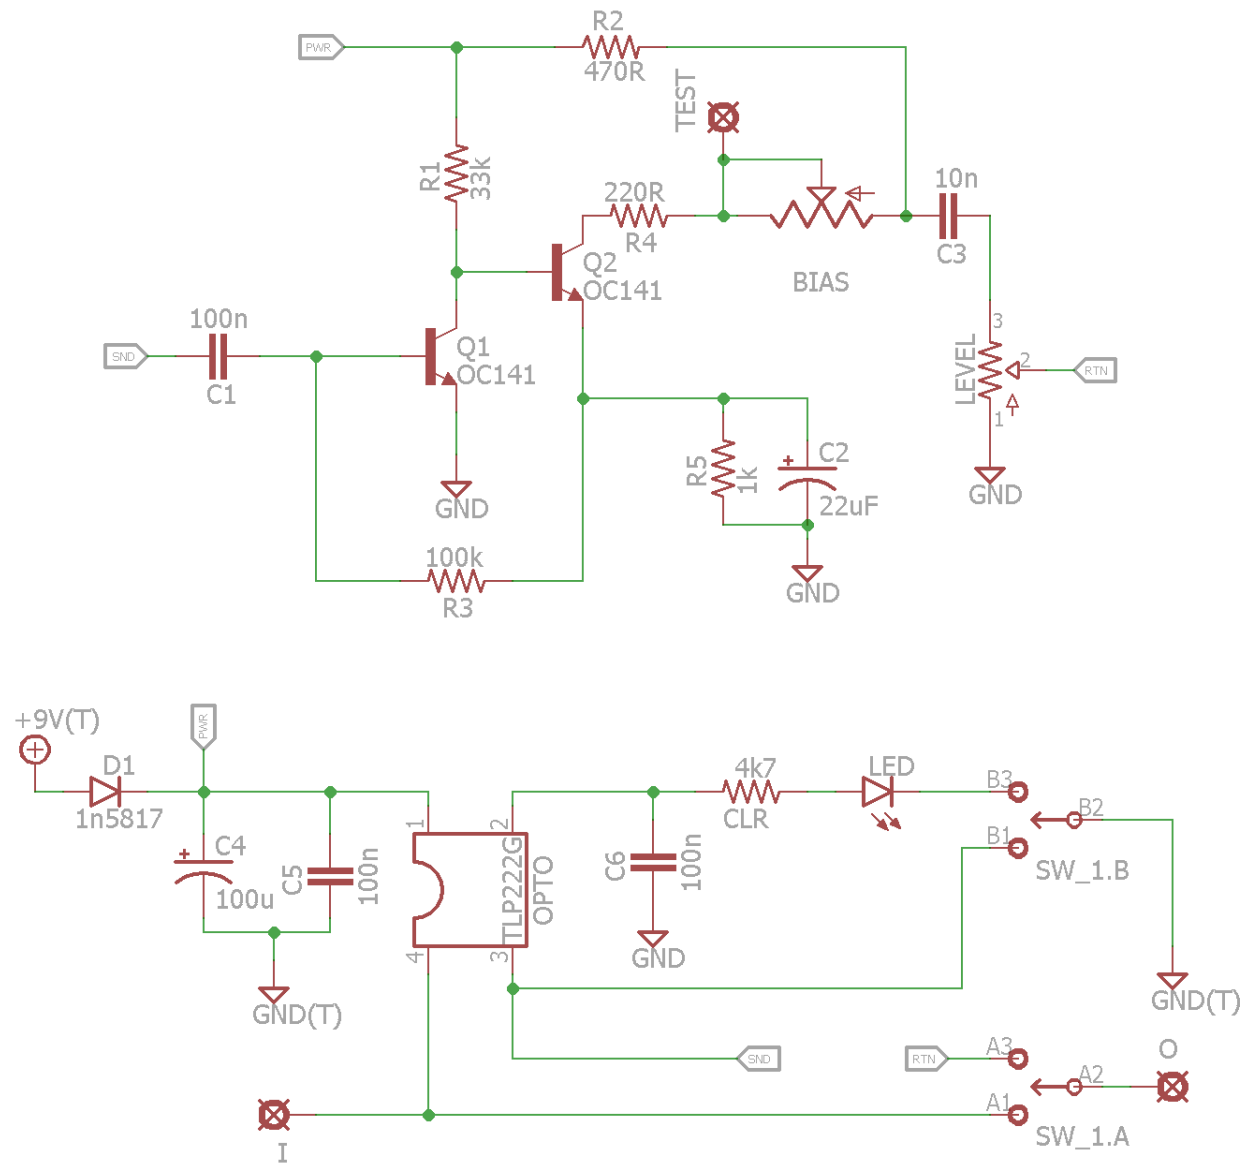 R2
PWR
470R
TEST
R1
33k
220R
10n
R4
C3
Q2
OC141
BIAS
100n
3
SND
Q1
OC141
LEVEL
2
RTN
C1
1
R5
1k
+
C2
22uF
GND
GND
100k
GND
R3
+9V(T)
PWR
D1
4k7
LED
B3
1n5817
1
2
CLR
B2
B1
+
C4
C5
100n
100u
TLP222G
OPTO
C6
100n
SW_1.B
4
3
GND
GND(T)
GND(T)
SND
RTN
A3
O
A2
A1
I
SW_1.A